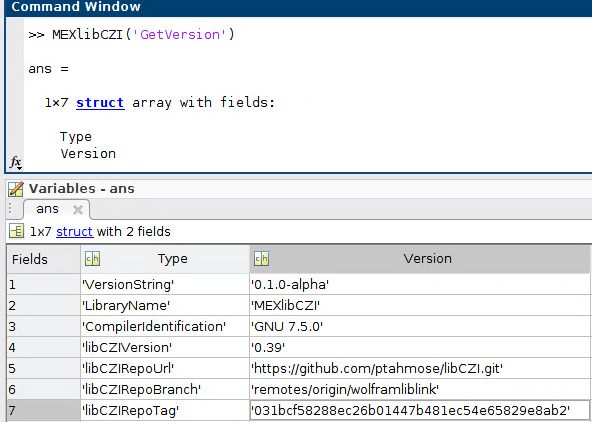 Command Window
>> MEXlibCZI('GetVersion')
ans =
1×7 struct array with fields:
Type
Version
fx
Variables - ans
ans
1x7 struct with 2 fields
Fields ch Type ch Version
1 'VersionString' '0.1.0-alpha'
2 'LibraryName' 'MEXlibCZI'
3 'CompilerIdentification' 'GNU 7.5.0'
4 'libCZIVersion' '0.39'
5 'libCZIRepoUrl' 'https://github.com/ptahmose/libCZI.git'
6 'libCZIRepoBranch' 'remotes/origin/wolframliblink'
7 'libCZIRepoTag' '031bcf58288ec26b01447b481ec54e65829e8ab2'